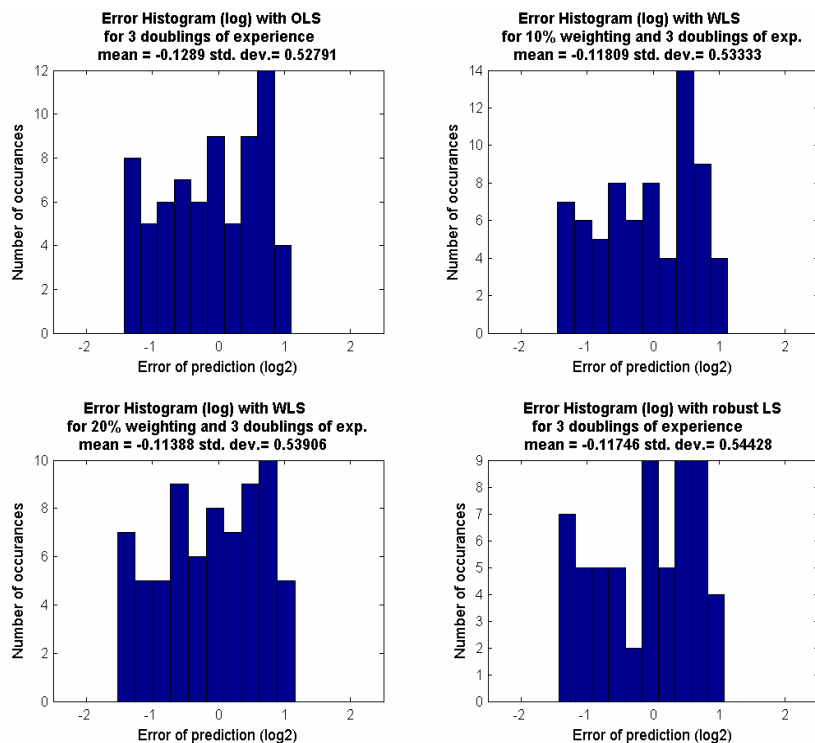 Error Histogram (log) with OLS
for 3 doublings of experience
mean = -0.1289 std. dev.= 0.52791
12
10
8
6
4
2
0
Number of occurances
-2 -1 0 1 2
Error of prediction (log2)
Error Histogram (log) with WLS
for 10% weighting and 3 doublings of exp.
mean = -0.11809 std. dev.= 0.53333
14
12
10
8
6
4
2
0
Number of occurances
-2 -1 0 1 2
Error of prediction (log2)
Error Histogram (log) with WLS
for 20% weighting and 3 doublings of exp.
mean = -0.11388 std. dev.= 0.53906
10
8
6
4
2
0
Number of occurances
-2 -1 0 1 2
Error of prediction (log2)
Error Histogram (log) with robust LS
for 3 doublings of experience
mean = -0.11746 std. dev.= 0.54428
9
8
7
6
5
4
3
2
1
0
Number of occurances
-2 -1 0 1 2
Error of prediction (log2)